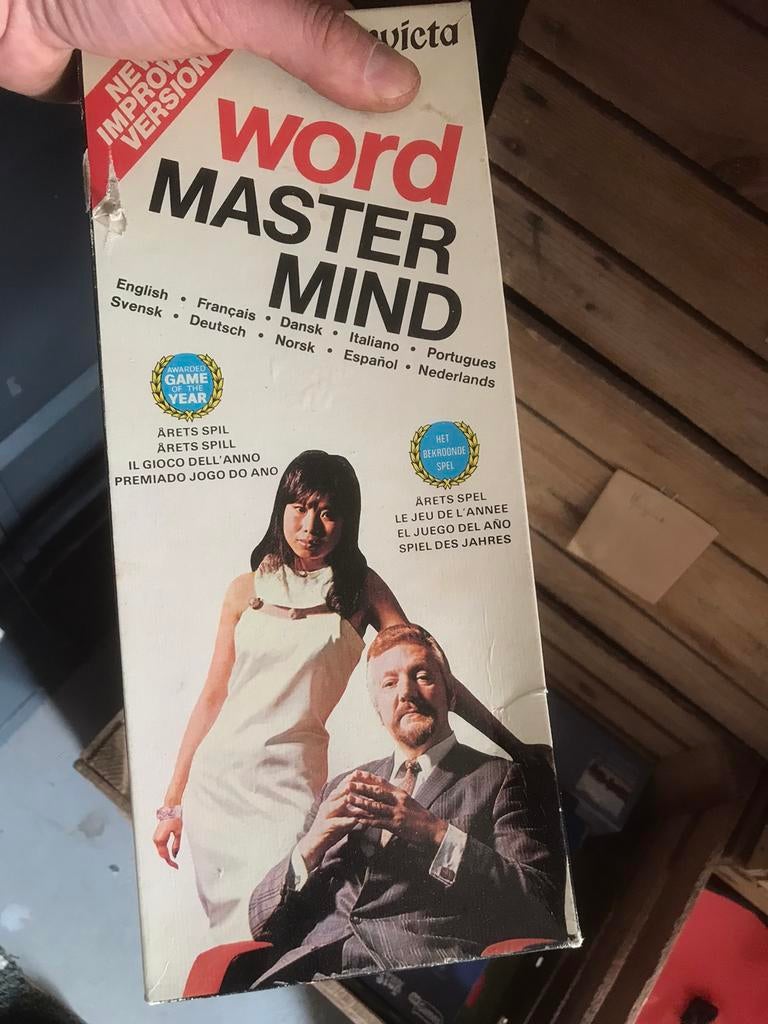 word
MASTER
MIND
NEW
IMPROV
VERSION
English • Français • Dansk • Italiano • Portugues
Svensk • Deutsch • Norsk • Español • Nederlands
AWARDED
GAME
OF THE
YEAR
ÅRETS SPIL
ÅRETS SPILL
IL GIOCO DELL'ANNO
PREMIADO JOGO DO ANO
HET
BEKROONDE
SPEL
ÅRETS SPEL
LE JEU DE L'ANNEE
EL JUEGO DEL AÑO
SPIEL DES JAHRES